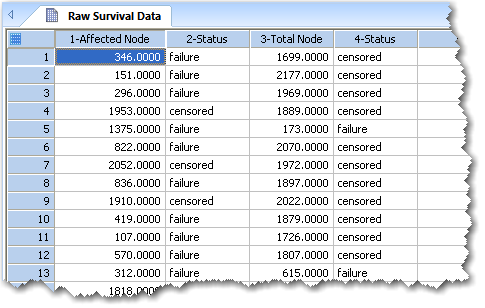 Raw Survival Data
1-Affected Node 2-Status 3-Total Node 4-Status
1 346.0000 failure 1699.0000 censored
2 151.0000 failure 2177.0000 censored
3 296.0000 failure 1969.0000 censored
4 1953.0000 censored 1889.0000 censored
5 1375.0000 failure 173.0000 failure
6 822.0000 failure 2070.0000 censored
7 2052.0000 censored 1972.0000 censored
8 836.0000 failure 1897.0000 censored
9 1910.0000 censored 2022.0000 censored
10 419.0000 failure 1879.0000 censored
11 107.0000 failure 1726.0000 censored
12 570.0000 failure 1807.0000 censored
13 312.0000 failure 615.0000 failure
1818.000